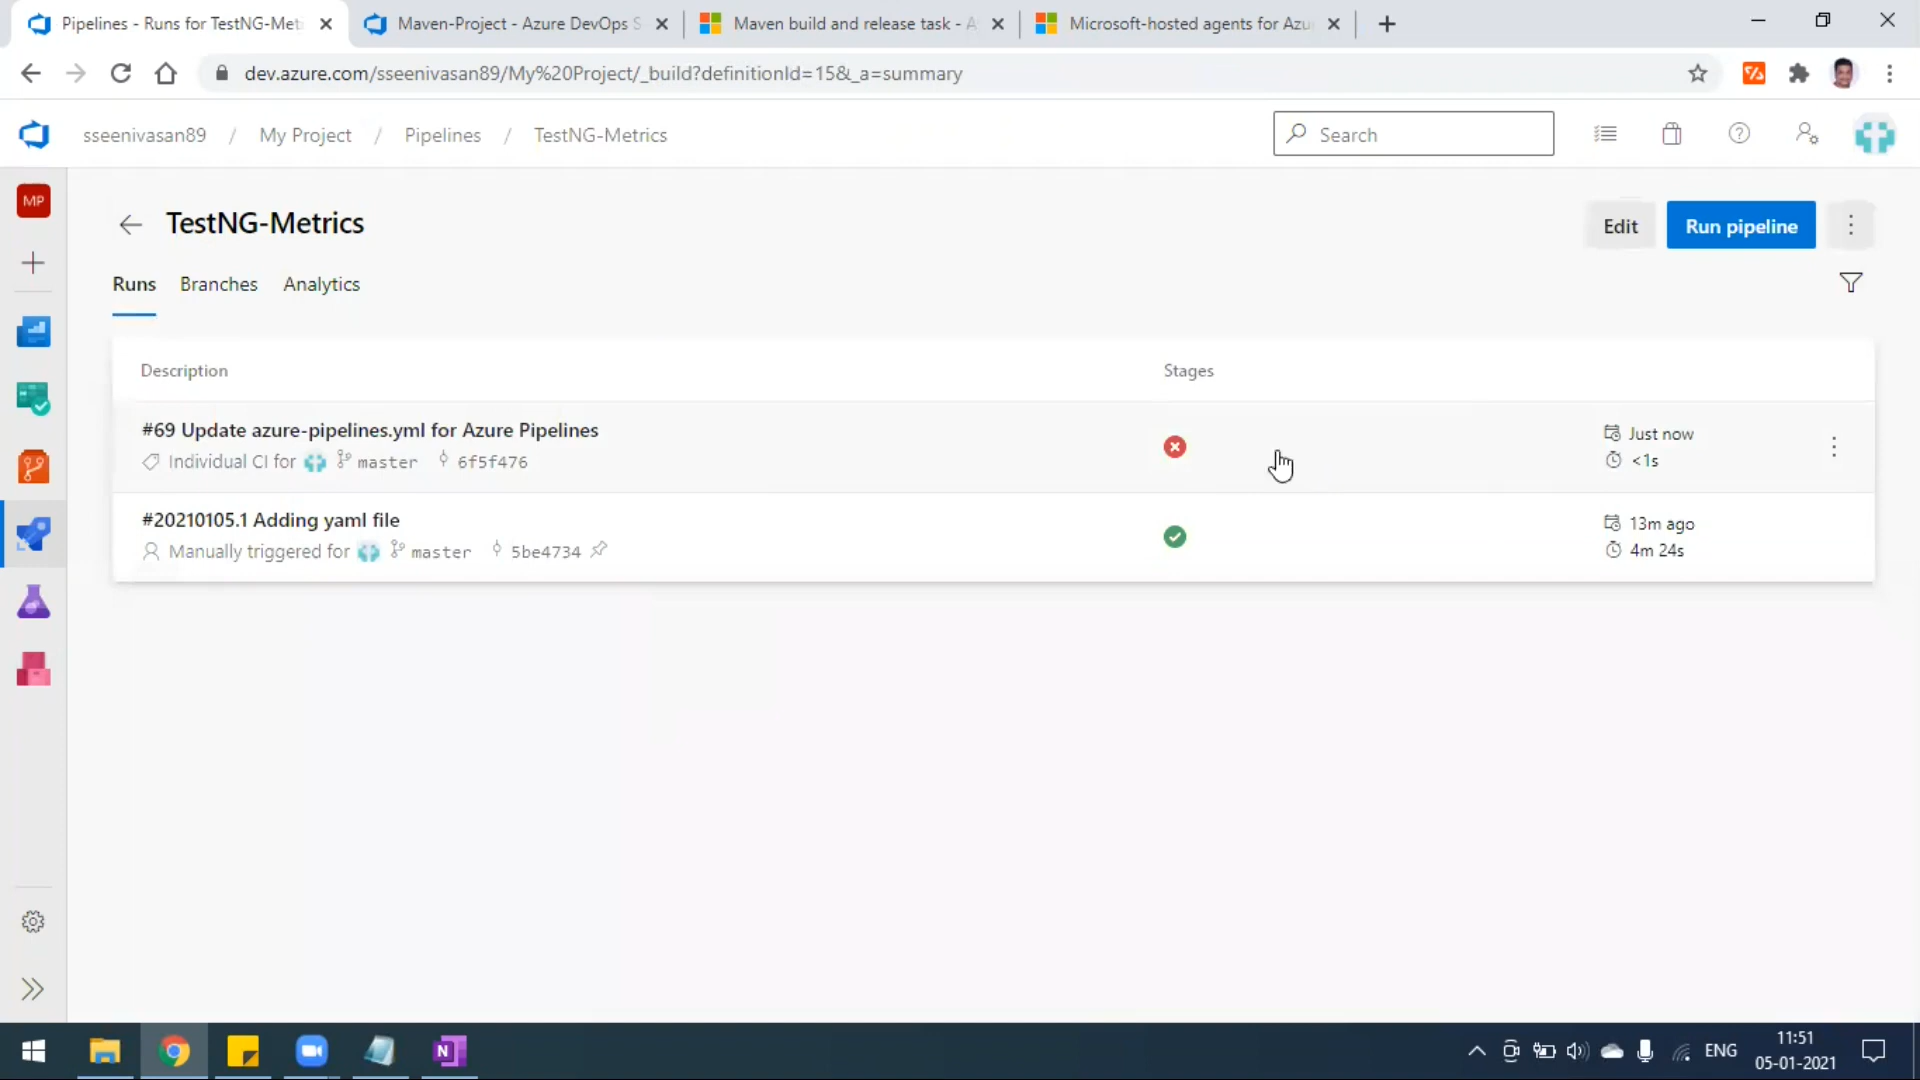 Pipelines - Runs for TestNG-Met
Maven-Project - Azure DevOps S
Maven build and release task - A
Microsoft-hosted agents for Azu
dev.azure.com/sseenivasan89/My%20Project/_build?definitionId=15&_a=summary
sseenivasan89 / My Project / Pipelines / TestNG-Metrics
Search
MP
TestNG-Metrics
Edit
Run pipeline
Runs
Branches
Analytics
Description
Stages
#69 Update azure-pipelines.yml for Azure Pipelines
Individual CI for master 6f5f476
Just now
<1s
#20210105.1 Adding yaml file
Manually triggered for master 5be4734
13m ago
4m 24s
N
ENG
11:51
05-01-2021